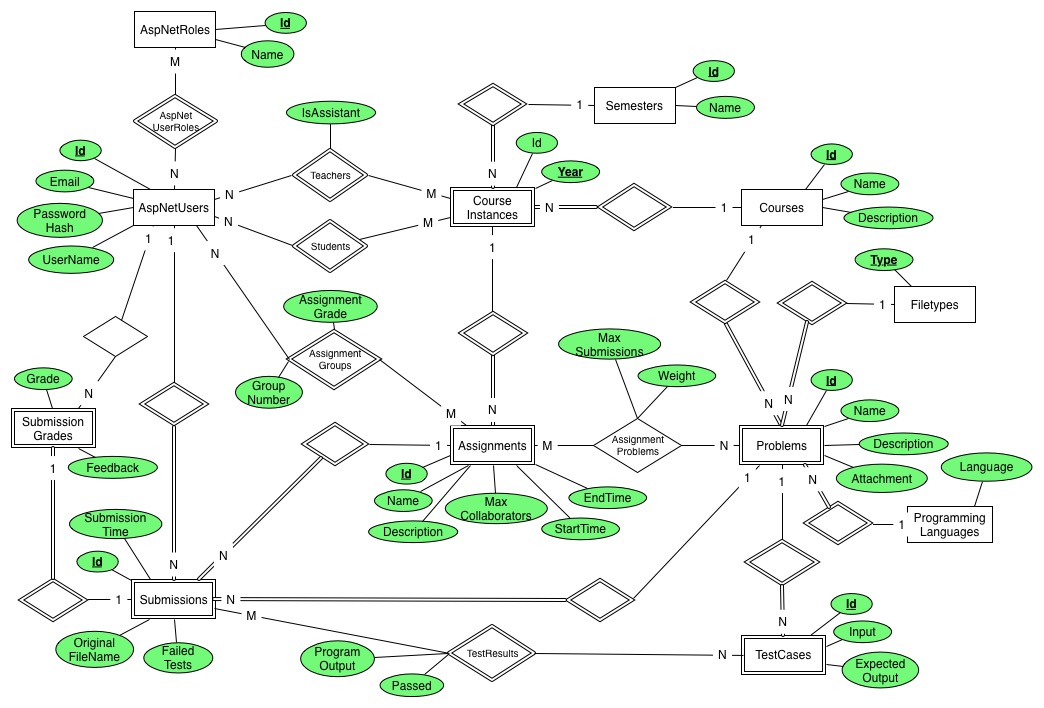 AspNetRoles
Id
Name
M
AspNet
UserRoles
N
IsAssistant
Semesters
Id
Name
1
Id
Email
Password
Hash
UserName
AspNetUsers
N
Teachers
M
N
Students
M
N
Id
Year
Course
Instances
N
1
Courses
Id
Name
Description
1
1
1
N
1
Type
Filetypes
1
Assignment
Grade
Assignment
Groups
Group
Number
M
N
Max
Submissions
Weight
N
N
Id
Name
Description
Attachment
Grade
N
Submission
Grades
Feedback
1
1
Assignments
M
Assignment
Problems
N
Problems
Id
Name
Description
Max
Collaborators
StartTime
EndTime
1
1
N
Language
1
Programming
Languages
Submission
Time
Id
N
N
1
Submissions
N
Original
FileName
Failed
Tests
M
Program
Output
Passed
TestResults
N
N
TestCases
Id
Input
Expected
Output